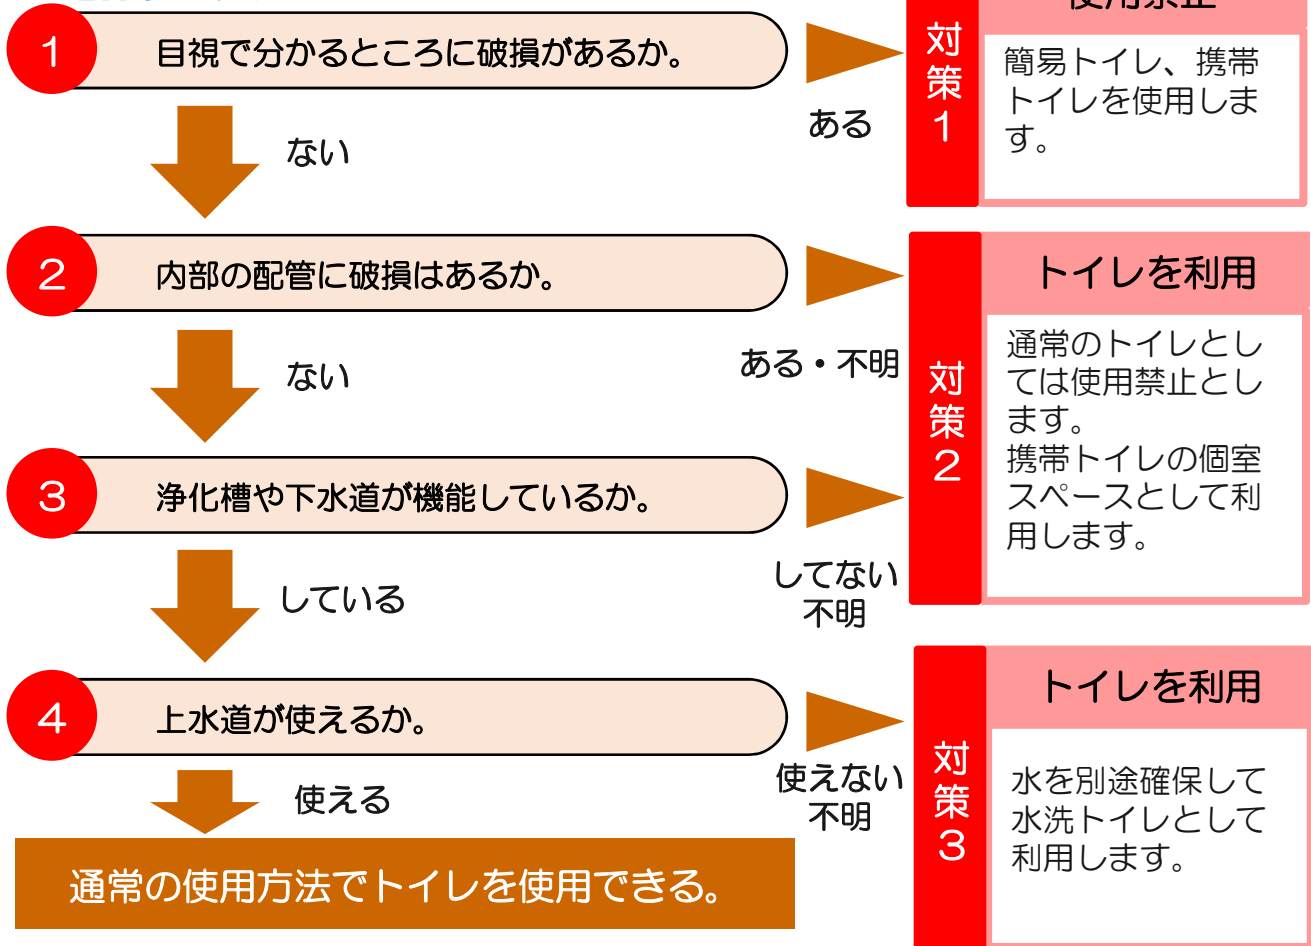 使用禁止
1
目視で分かるところに破損があるか。
ある
ない
対策1
簡易トイレ、携帯
トイレを使用しま
す。
2
内部の配管に破損はあるか。
ある・不明
ない
対策2
トイレを利用
通常のトイレとし
ては使用禁止とし
ます。
携帯トイレの個室
スペースとして利
用します。
3
浄化槽や下水道が機能しているか。
してない
不明
している
4
上水道が使えるか。
使えない
不明
使える
対策3
トイレを利用
水を別途確保して
水洗トイレとして
利用します。
通常の使用方法でトイレを使用できる。